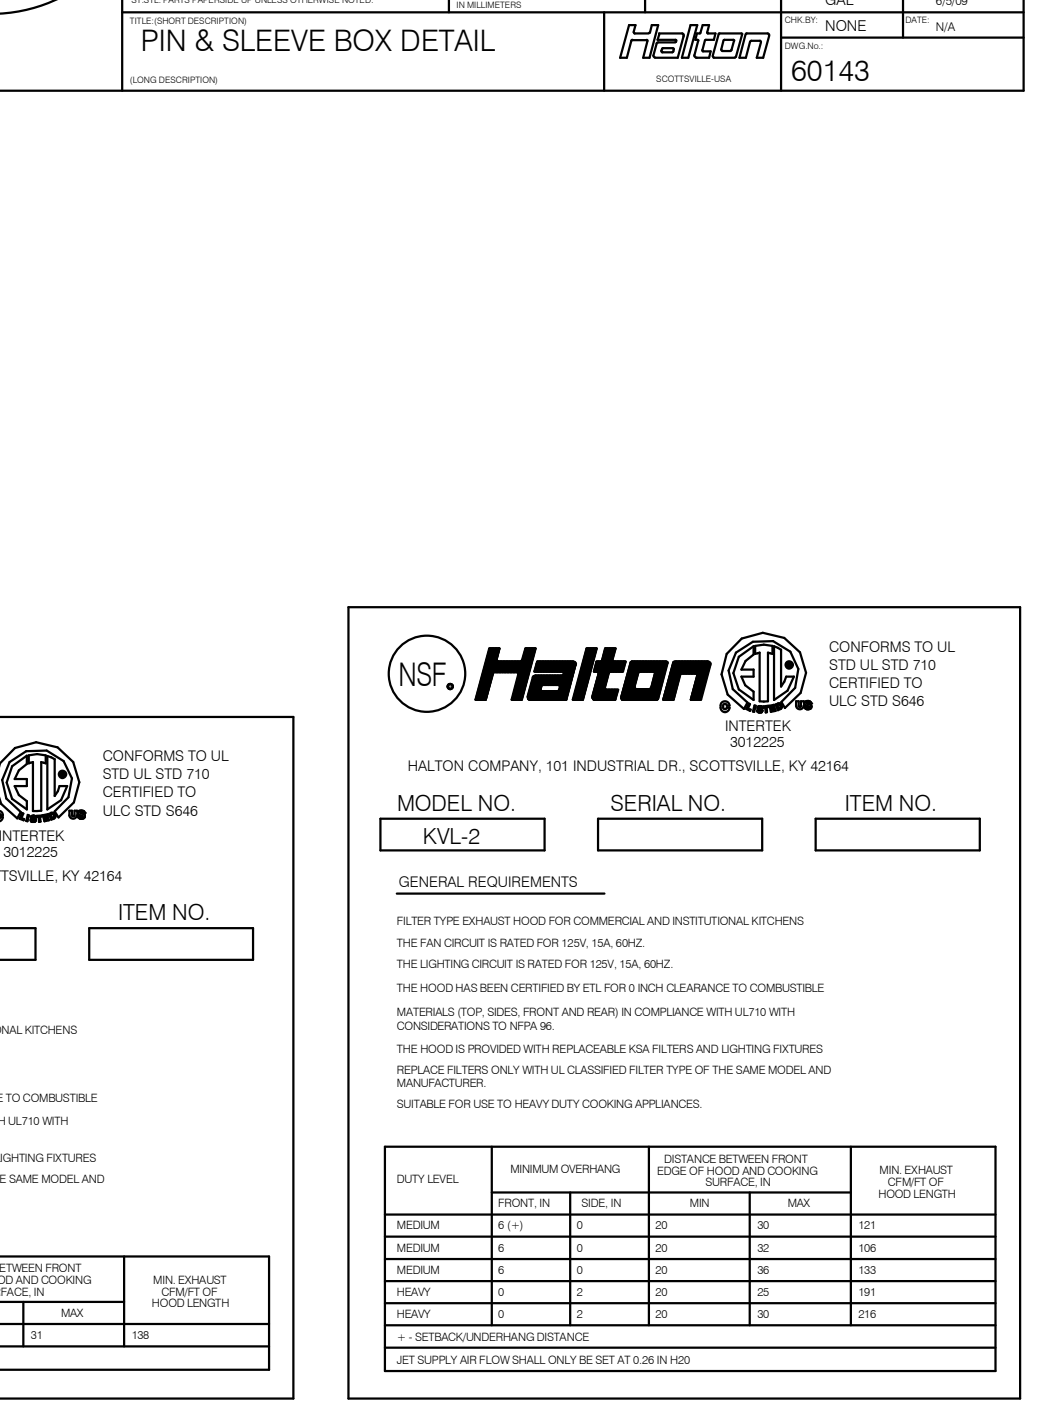 IN MILLIMETERS
GAL
6/5/09
TITLE:(SHORT DESCRIPTION)
PIN & SLEEVE BOX DETAIL
(LONG DESCRIPTION)
Halton
SCOTTSVILLE-USA
CHK.BY: NONE
DATE: N/A
DWG.No.:
60143
CONFORMS TO UL
STD UL STD 710
CERTIFIED TO
ULC STD S646
INTERTEK
3012225
TSVILLE, KY 42164
ITEM NO.
NAL KITCHENS
E TO COMBUSTIBLE
H UL710 WITH
IGHTING FIXTURES
E SAME MODEL AND
ETWEEN FRONT
OD AND COOKING
FACE, IN
MAX
MIN. EXHAUST
CFM/FT OF
HOOD LENGTH
31 138
NSF. Halton ETL
C LISTED US
CONFORMS TO UL
STD UL STD 710
CERTIFIED TO
ULC STD S646
INTERTEK
3012225
HALTON COMPANY, 101 INDUSTRIAL DR., SCOTTSVILLE, KY 42164
MODEL NO. SERIAL NO. ITEM NO.
KVL-2
GENERAL REQUIREMENTS
FILTER TYPE EXHAUST HOOD FOR COMMERCIAL AND INSTITUTIONAL KITCHENS
THE FAN CIRCUIT IS RATED FOR 125V, 15A, 60HZ.
THE LIGHTING CIRCUIT IS RATED FOR 125V, 15A, 60HZ.
THE HOOD HAS BEEN CERTIFIED BY ETL FOR 0 INCH CLEARANCE TO COMBUSTIBLE
MATERIALS (TOP, SIDES, FRONT AND REAR) IN COMPLIANCE WITH UL710 WITH
CONSIDERATIONS TO NFPA 96.
THE HOOD IS PROVIDED WITH REPLACEABLE KSA FILTERS AND LIGHTING FIXTURES
REPLACE FILTERS ONLY WITH UL CLASSIFIED FILTER TYPE OF THE SAME MODEL AND
MANUFACTURER.
SUITABLE FOR USE TO HEAVY DUTY COOKING APPLIANCES.
DUTY LEVEL
MINIMUM OVERHANG
DISTANCE BETWEEN FRONT
EDGE OF HOOD AND COOKING
SURFACE, IN
MIN. EXHAUST
CFM/FT OF
HOOD LENGTH
FRONT, IN SIDE, IN MIN MAX
MEDIUM 6 (+) 0 20 30 121
MEDIUM 6 0 20 32 106
MEDIUM 6 0 20 36 133
HEAVY 0 2 20 25 191
HEAVY 0 2 20 30 216
+ - SETBACK/UNDERHANG DISTANCE
JET SUPPLY AIR FLOW SHALL ONLY BE SET AT 0.26 IN H20